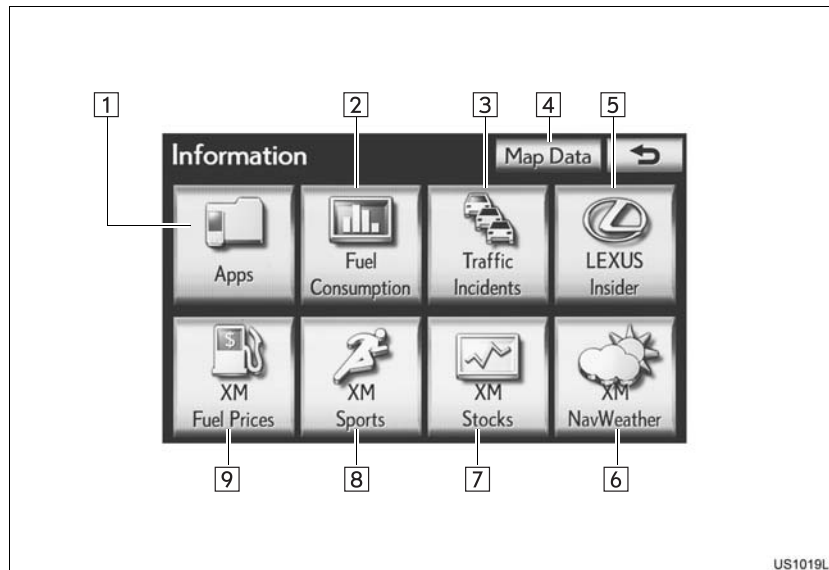 1
2
3
4
5
Information
Map Data
Apps
Fuel
Consumption
Traffic
Incidents
LEXUS
Insider
$
XM
Fuel Prices
XM
Sports
XM
Stocks
XM
NavWeather
9
8
7
6
US1019L